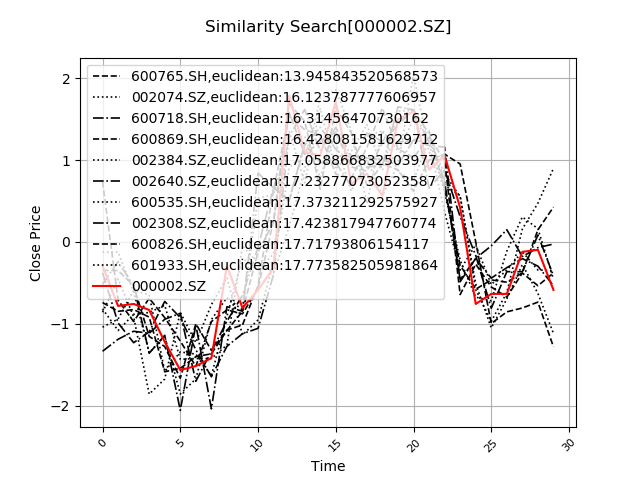 Similarity Search[000002.SZ]
600765.SH,euclidean:13.945843520568573
002074.SZ,euclidean:16.123787777606957
600718.SH,euclidean:16.31456470730162
600869.SH,euclidean:16.428081581629712
002384.SZ,euclidean:17.058866832503977
002640.SZ,euclidean:17.232770730523587
600535.SH,euclidean:17.373211292575927
002308.SZ,euclidean:17.423817947760774
600826.SH,euclidean:17.71793806154117
601933.SH,euclidean:17.773582505981864
000002.SZ
Close Price
2
1
0
−1
−2
0
5
10
15
20
25
30
Time